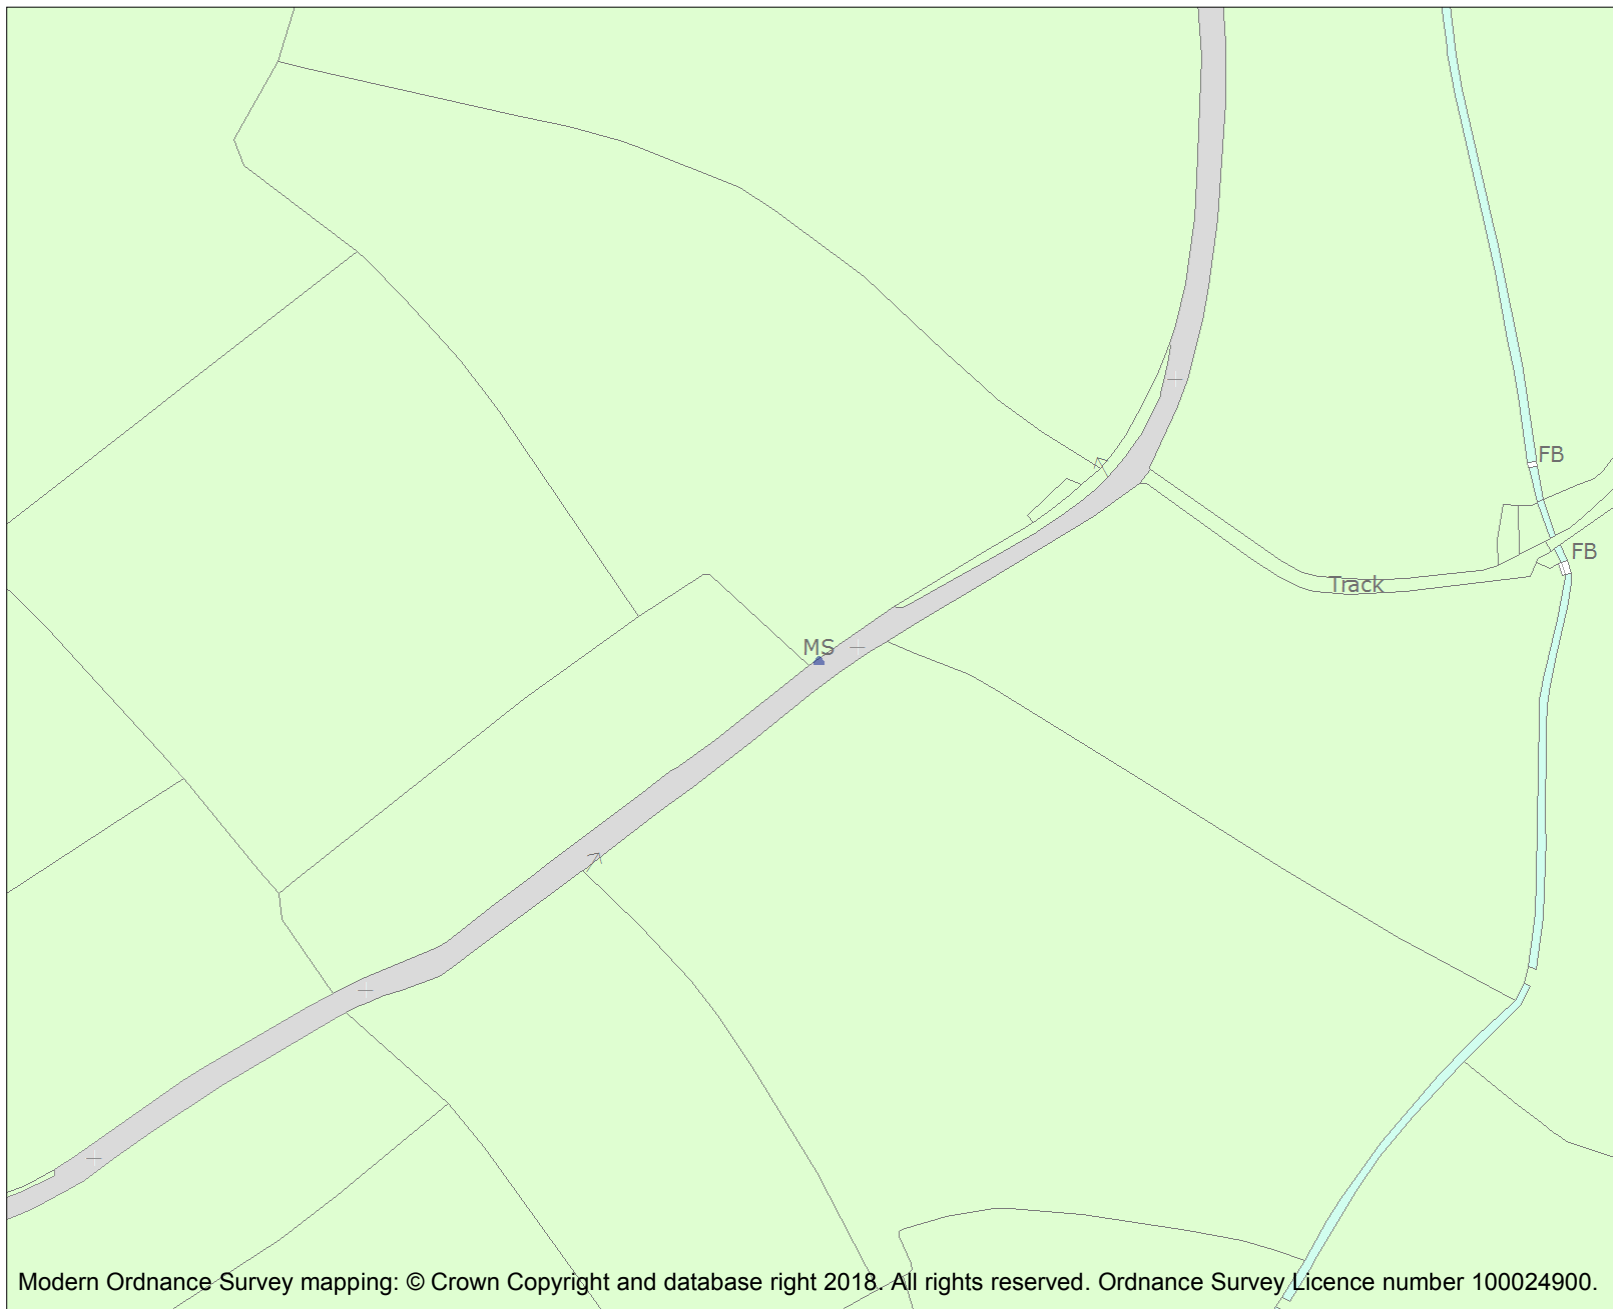 FB
FB
Track
MS
Modern Ordnance Survey mapping: © Crown Copyright and database right 2018. All rights reserved. Ordnance Survey Licence number 100024900.